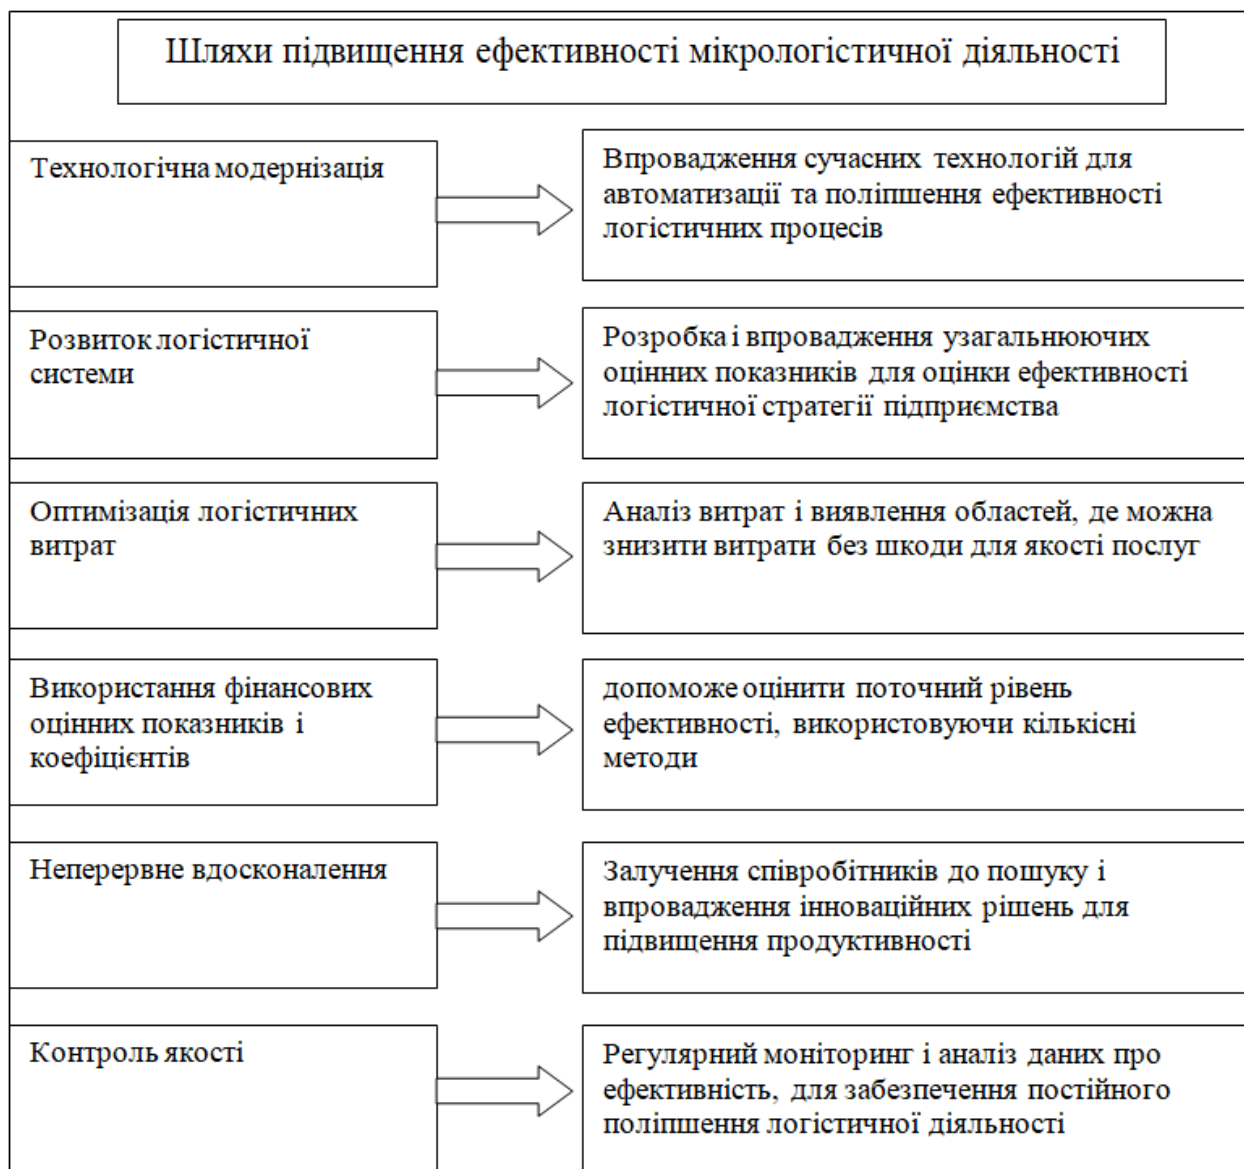 Шляхи підвищення ефективності мікрологістичної діяльності
Технологічна модернізація
Впровадження сучасних технологій для
автоматизації та поліпшення ефективності
логістичних процесів
Розвиток логістичної
системи
Розробка і впровадження узагальнюючих
оцінних показників для оцінки ефективності
логістичної стратегії підприємства
Оптимізація логістичних
витрат
Аналіз витрат і виявлення областей, де можна
знизити витрати без шкоди для якості послуг
Використання фінансових
оцінних показників і
коефіцієнтів
допоможе оцінити поточний рівень
ефективності, використовуючи кількісні
методи
Неперервне вдосконалення
Залучення співробітників до пошуку і
впровадження інноваційних рішень для
підвищення продуктивності
Контроль якості
Регулярний моніторинг і аналіз даних про
ефективність, для забезпечення постійного
поліпшення логістичної діяльності